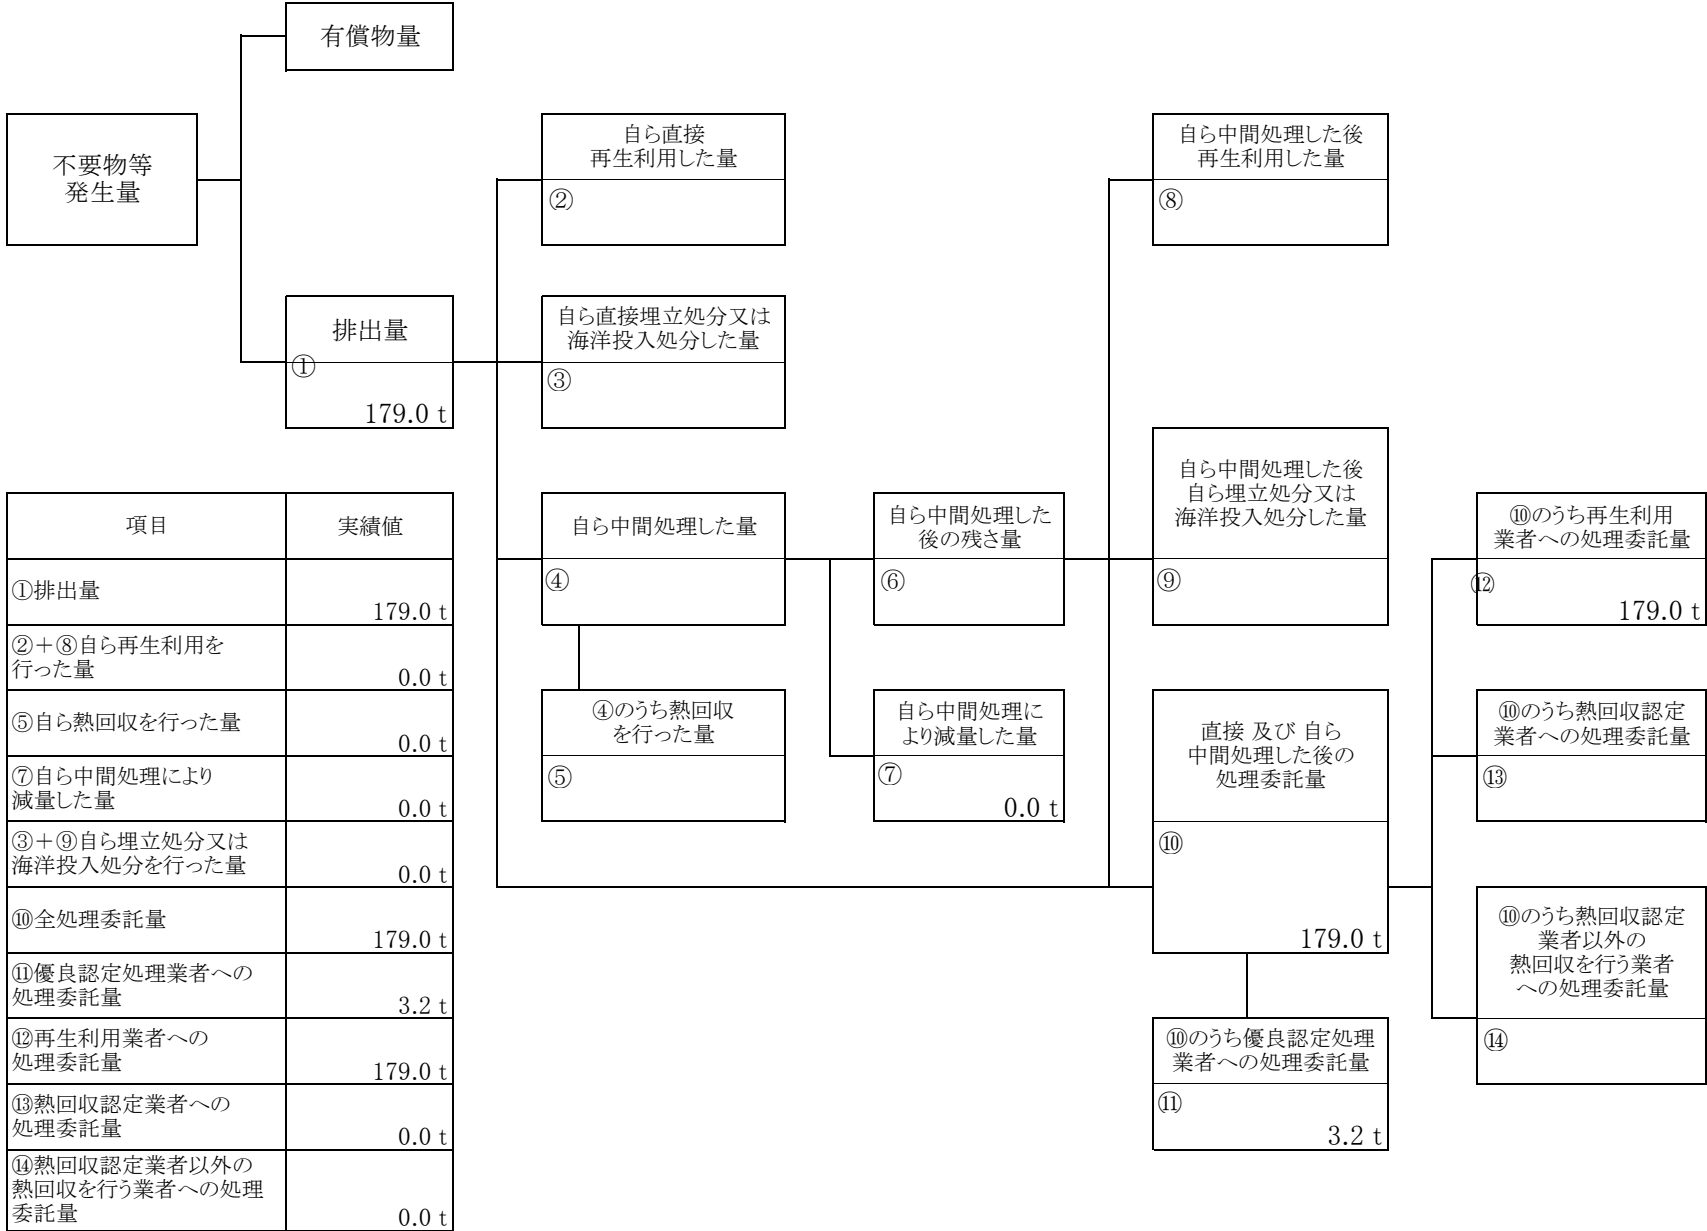 有償物量
不要物等
発生量
自ら直接
再生利用した量
②
自ら中間処理した後
再生利用した量
⑧
排出量
①
179.0 t
自ら直接埋立処分又は
海洋投入処分した量
③
自ら中間処理した量
④
自ら中間処理した
後の残さ量
⑥
自ら中間処理した後
自ら埋立処分又は
海洋投入処分した量
⑨
⑩のうち再生利用
業者への処理委託量
⑫
179.0 t
④のうち熱回収
を行った量
⑤
自ら中間処理に
より減量した量
⑦
0.0 t
直接 及び 自ら
中間処理した後の
処理委託量
⑩
179.0 t
⑩のうち熱回収認定
業者への処理委託量
⑬
⑩のうち熱回収認定
業者以外の
熱回収を行う業者
への処理委託量
⑭
⑩のうち優良認定処理
業者への処理委託量
⑪
3.2 t
項目
実績値
①排出量
179.0 t
②＋⑧自ら再生利用を
行った量
0.0 t
⑤自ら熱回収を行った量
0.0 t
⑦自ら中間処理により
減量した量
0.0 t
③＋⑨自ら埋立処分又は
海洋投入処分を行った量
0.0 t
⑩全処理委託量
179.0 t
⑪優良認定処理業者への
処理委託量
3.2 t
⑫再生利用業者への
処理委託量
179.0 t
⑬熱回収認定業者への
処理委託量
0.0 t
⑭熱回収認定業者以外の
熱回収を行う業者への処理
委託量
0.0 t